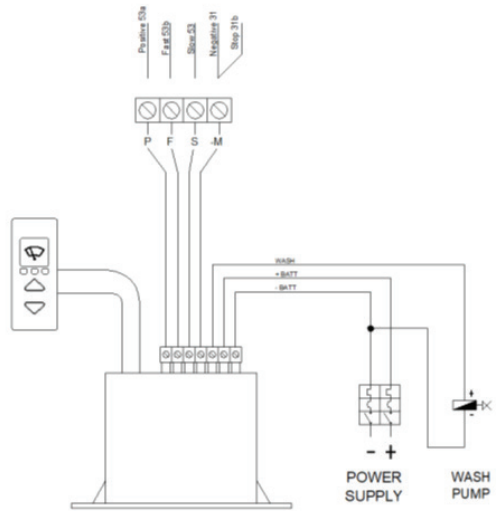 Positive 53a
Fast 53b
Slow 53
Negative 31
Stop 31b
P F S -M
WASH
+ BATT
- BATT
+
-
- +
POWER
SUPPLY
WASH
PUMP